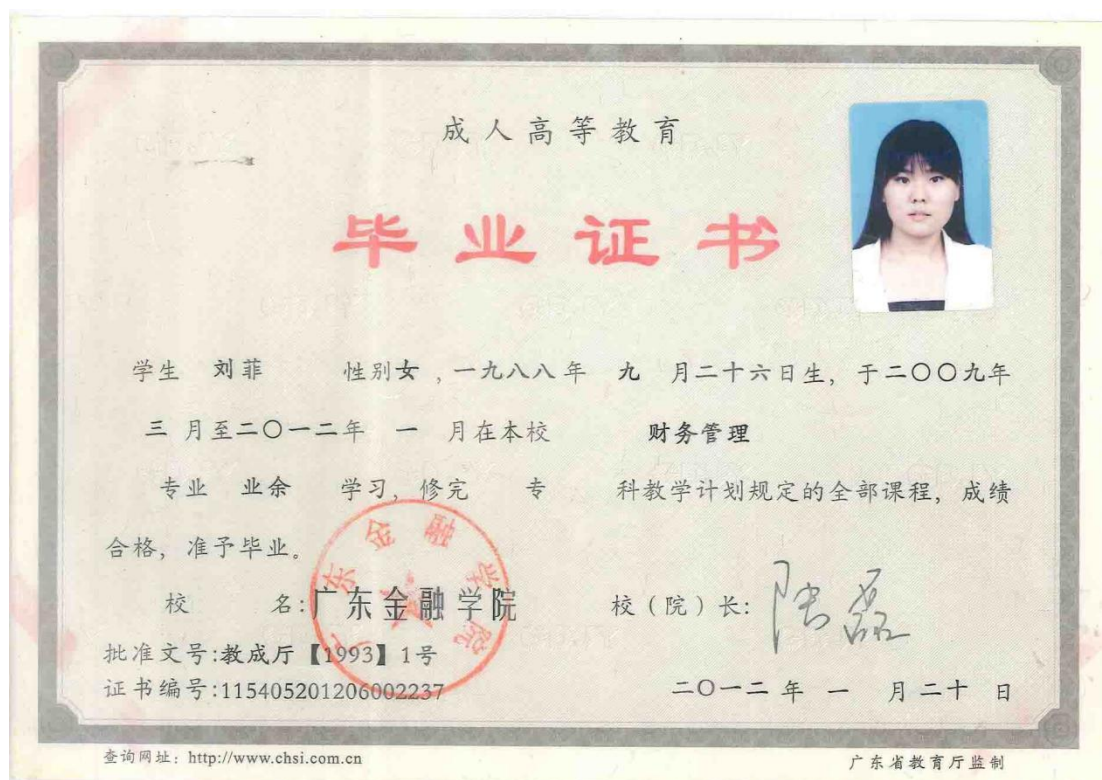 成人高等教育
毕业证书
学生 刘菲 性别女，一九八八年 九 月二十六日生，于二〇〇九年
三 月至二〇一二年 一 月在本校 财务管理
专业 业余 学习，修完 专 科教学计划规定的全部课程，成绩
合格，准予毕业。
校 名：广东金融学院 校（院）长：
广东金融学院
批准文号：教成厅【1993】1号
证书编号：115405201206002237 二〇一二 年 一 月 二十 日
查询网址：http://www.chsi.com.cn 广东省教育厅监制